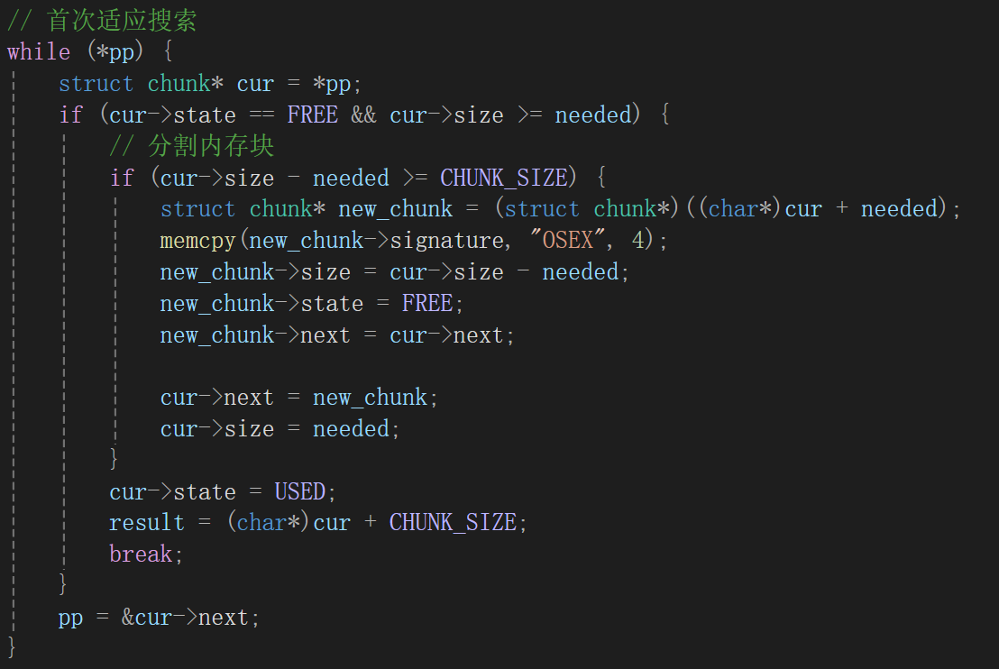 // 首次适应搜索
while (*pp) {
    struct chunk* cur = *pp;
    if (cur->state == FREE && cur->size >= needed) {
        // 分割内存块
        if (cur->size - needed >= CHUNK_SIZE) {
            struct chunk* new_chunk = (struct chunk*)((char*)cur + needed);
            memcpy(new_chunk->signature, "OSEX", 4);
            new_chunk->size = cur->size - needed;
            new_chunk->state = FREE;
            new_chunk->next = cur->next;

            cur->next = new_chunk;
            cur->size = needed;
        }
        cur->state = USED;
        result = (char*)cur + CHUNK_SIZE;
        break;
    }
    pp = &cur->next;
}